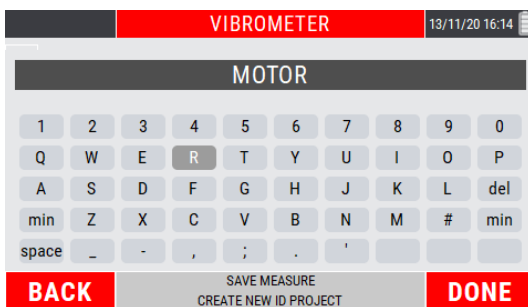 VIBROMETER 13/11/20 16:14
MOTOR
1 2 3 4 5 6 7 8 9 0
Q W E R T Y U I O P
A S D F G H J K L del
min Z X C V B N M # min
space _ - , ; . '
BACK SAVE MEASURE DONE
CREATE NEW ID PROJECT